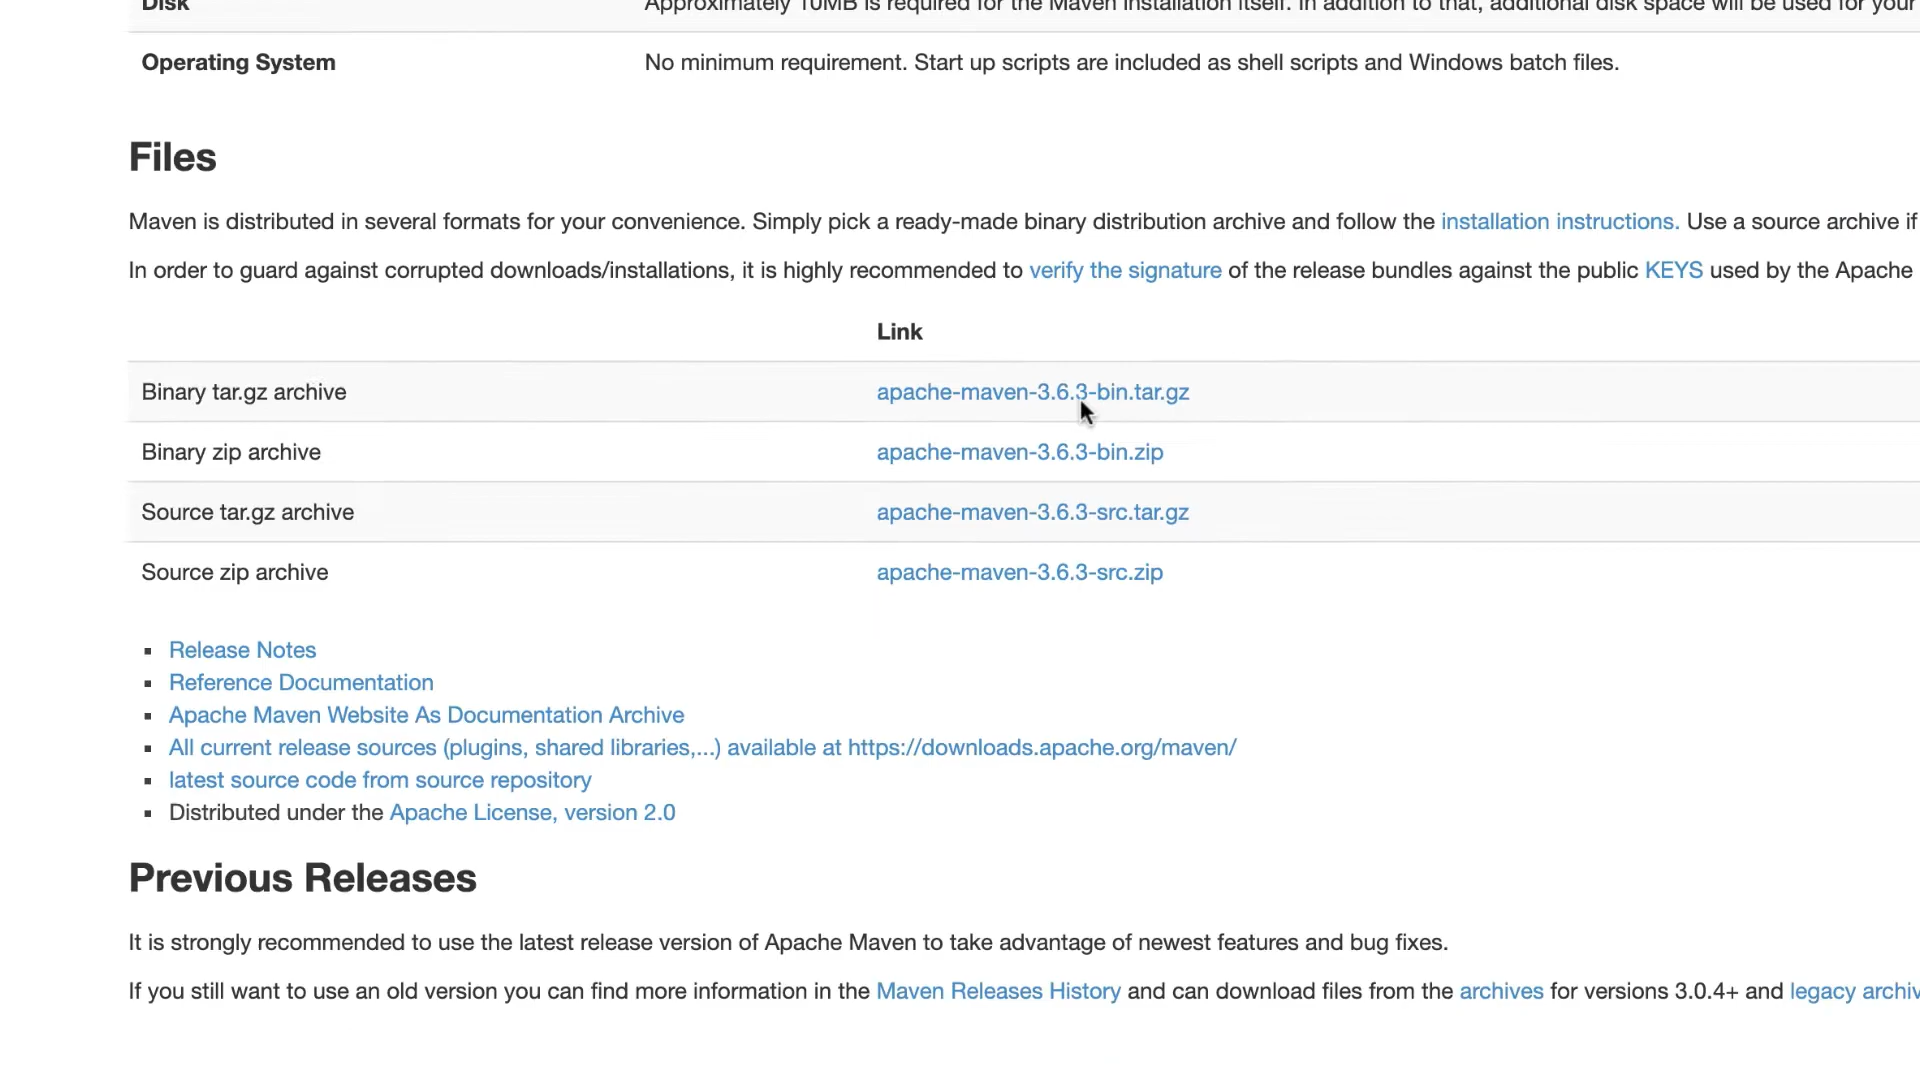 Disk Approximately 10MB is required for the Maven installation itself. In addition to that, additional disk space will be used for your
Operating System No minimum requirement. Start up scripts are included as shell scripts and Windows batch files.
Files
Maven is distributed in several formats for your convenience. Simply pick a ready-made binary distribution archive and follow the installation instructions. Use a source archive if
In order to guard against corrupted downloads/installations, it is highly recommended to verify the signature of the release bundles against the public KEYS used by the Apache
Link
Binary tar.gz archive apache-maven-3.6.3-bin.tar.gz
Binary zip archive apache-maven-3.6.3-bin.zip
Source tar.gz archive apache-maven-3.6.3-src.tar.gz
Source zip archive apache-maven-3.6.3-src.zip
Release Notes
Reference Documentation
Apache Maven Website As Documentation Archive
All current release sources (plugins, shared libraries,...) available at https://downloads.apache.org/maven/
latest source code from source repository
Distributed under the Apache License, version 2.0
Previous Releases
It is strongly recommended to use the latest release version of Apache Maven to take advantage of newest features and bug fixes.
If you still want to use an old version you can find more information in the Maven Releases History and can download files from the archives for versions 3.0.4+ and legacy archiv